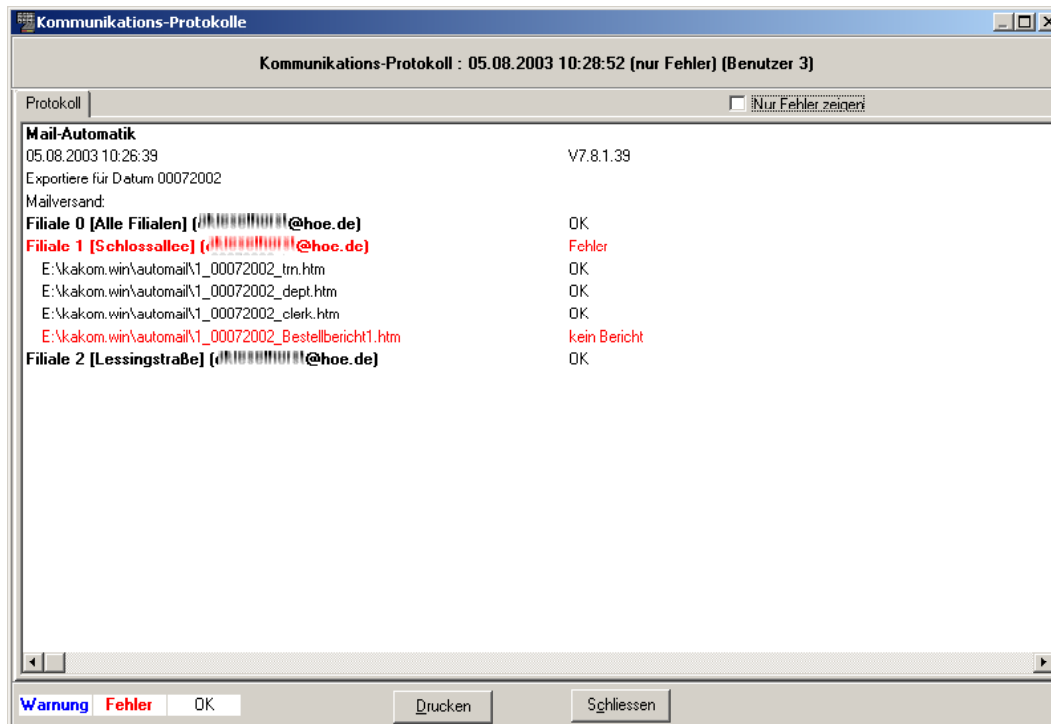 Kommunikations-Protokolle
Kommunikations-Protokoll : 05.08.2003 10:28:52 (nur Fehler) (Benutzer 3)
Protokoll
Nur Fehler zeigen
Mail-Automatik
05.08.2003 10:26:39 V7.8.1.39
Exportiere für Datum 00072002
Mailversand:
Filiale 0 [Alle Filialen] ( @hoe.de) OK
Filiale 1 [Schlossallee] ( @hoe.de) Fehler
E:\kakom.win\automail\1_00072002_trn.htm OK
E:\kakom.win\automail\1_00072002_dept.htm OK
E:\kakom.win\automail\1_00072002_clerk.htm OK
E:\kakom.win\automail\1_00072002_Bestellbericht1.htm kein Bericht
Filiale 2 [Lessingstraße] ( @hoe.de) OK
Warnung Fehler OK
Drucken
Schliessen